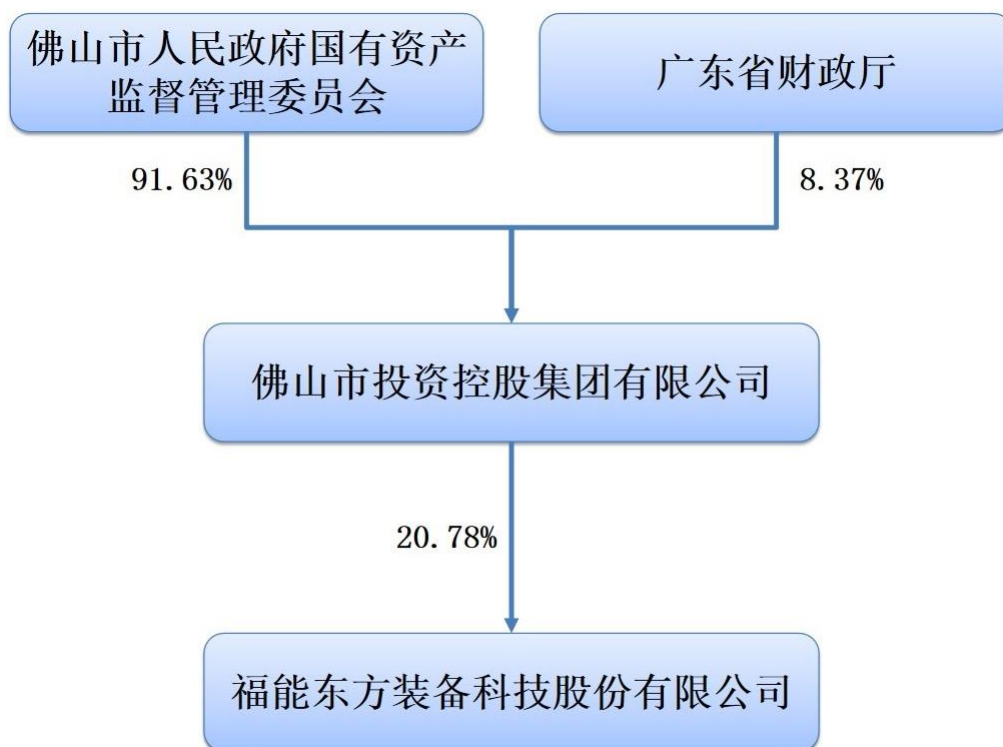 佛山市人民政府国有资产
监督管理委员会
广东省财政厅
91.63%
8.37%
佛山市投资控股集团有限公司
20.78%
福能东方装备科技股份有限公司